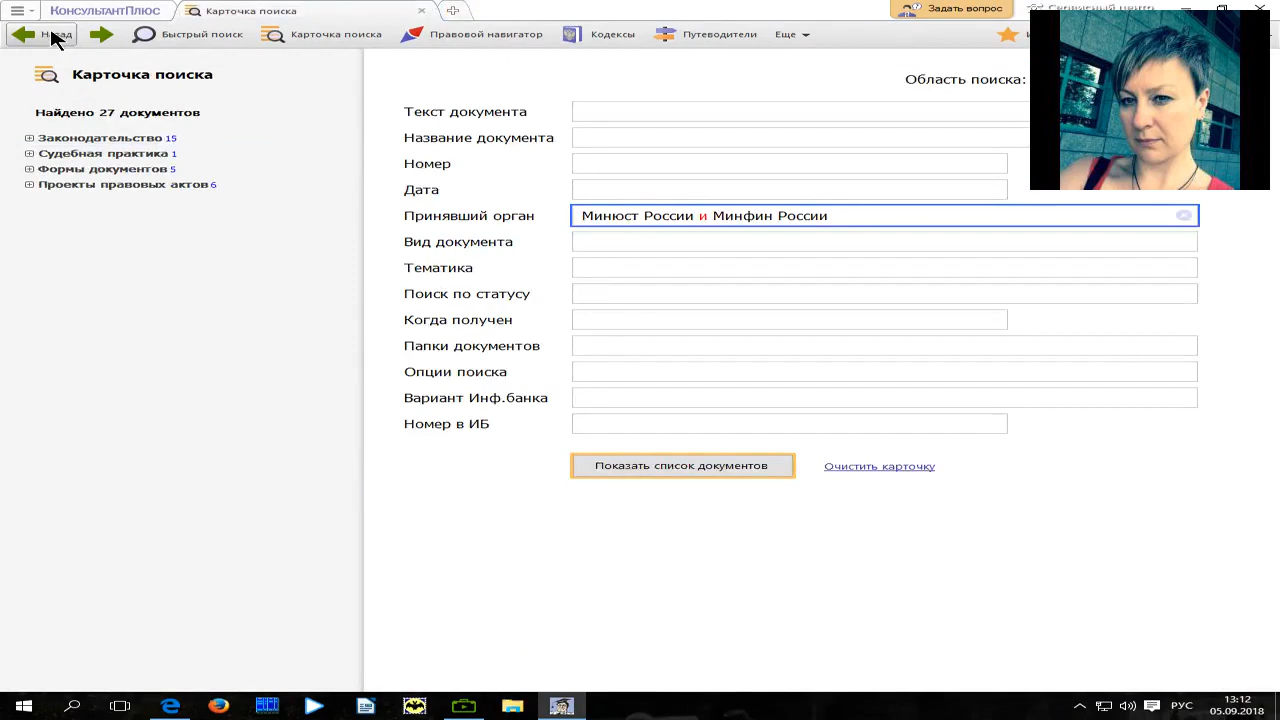 КОНСУЛЬТАНТПЛЮС
Карточка поиска
Задать вопрос
Сервисный центр
Назад
Быстрый поиск
Карточка поиска
Правовой навигатор
Кодексы
Путеводители
Еще
Карточка поиска
Найдено 27 документов
Законодательство 15
Судебная практика 1
Формы документов 5
Проекты правовых актов 6
Область поиска:
Текст документа
Название документа
Номер
Дата
Принявший орган Минюст России и Минфин России
Вид документа
Тематика
Поиск по статусу
Когда получен
Папки документов
Опции поиска
Вариант Инф.банка
Номер в ИБ
Показать список документов
Очистить карточку
РУС
13:12
05.09.2018